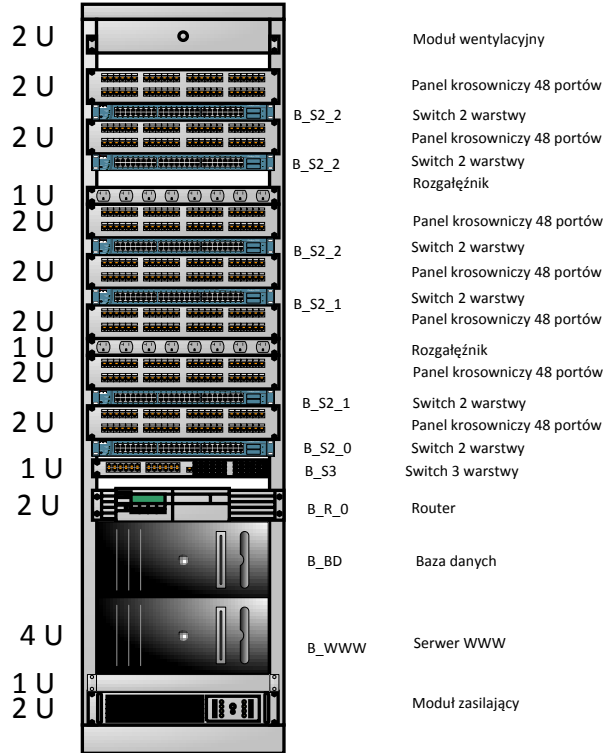 2 U Moduł wentylacyjny
2 U Panel krosowniczy 48 portów
B_S2_2 Switch 2 warstwy
2 U Panel krosowniczy 48 portów
B_S2_2 Switch 2 warstwy
Rozgałęźnik
1 U
2 U Panel krosowniczy 48 portów
B_S2_2 Switch 2 warstwy
2 U Panel krosowniczy 48 portów
B_S2_1 Switch 2 warstwy
2 U Panel krosowniczy 48 portów
1 U Rozgałęźnik
2 U Panel krosowniczy 48 portów
B_S2_1 Switch 2 warstwy
2 U Panel krosowniczy 48 portów
B_S2_0 Switch 2 warstwy
1 U B_S3 Switch 3 warstwy
2 U B_R_0 Router
B_BD Baza danych
4 U B_WWW Serwer WWW
1 U
2 U Moduł zasilający